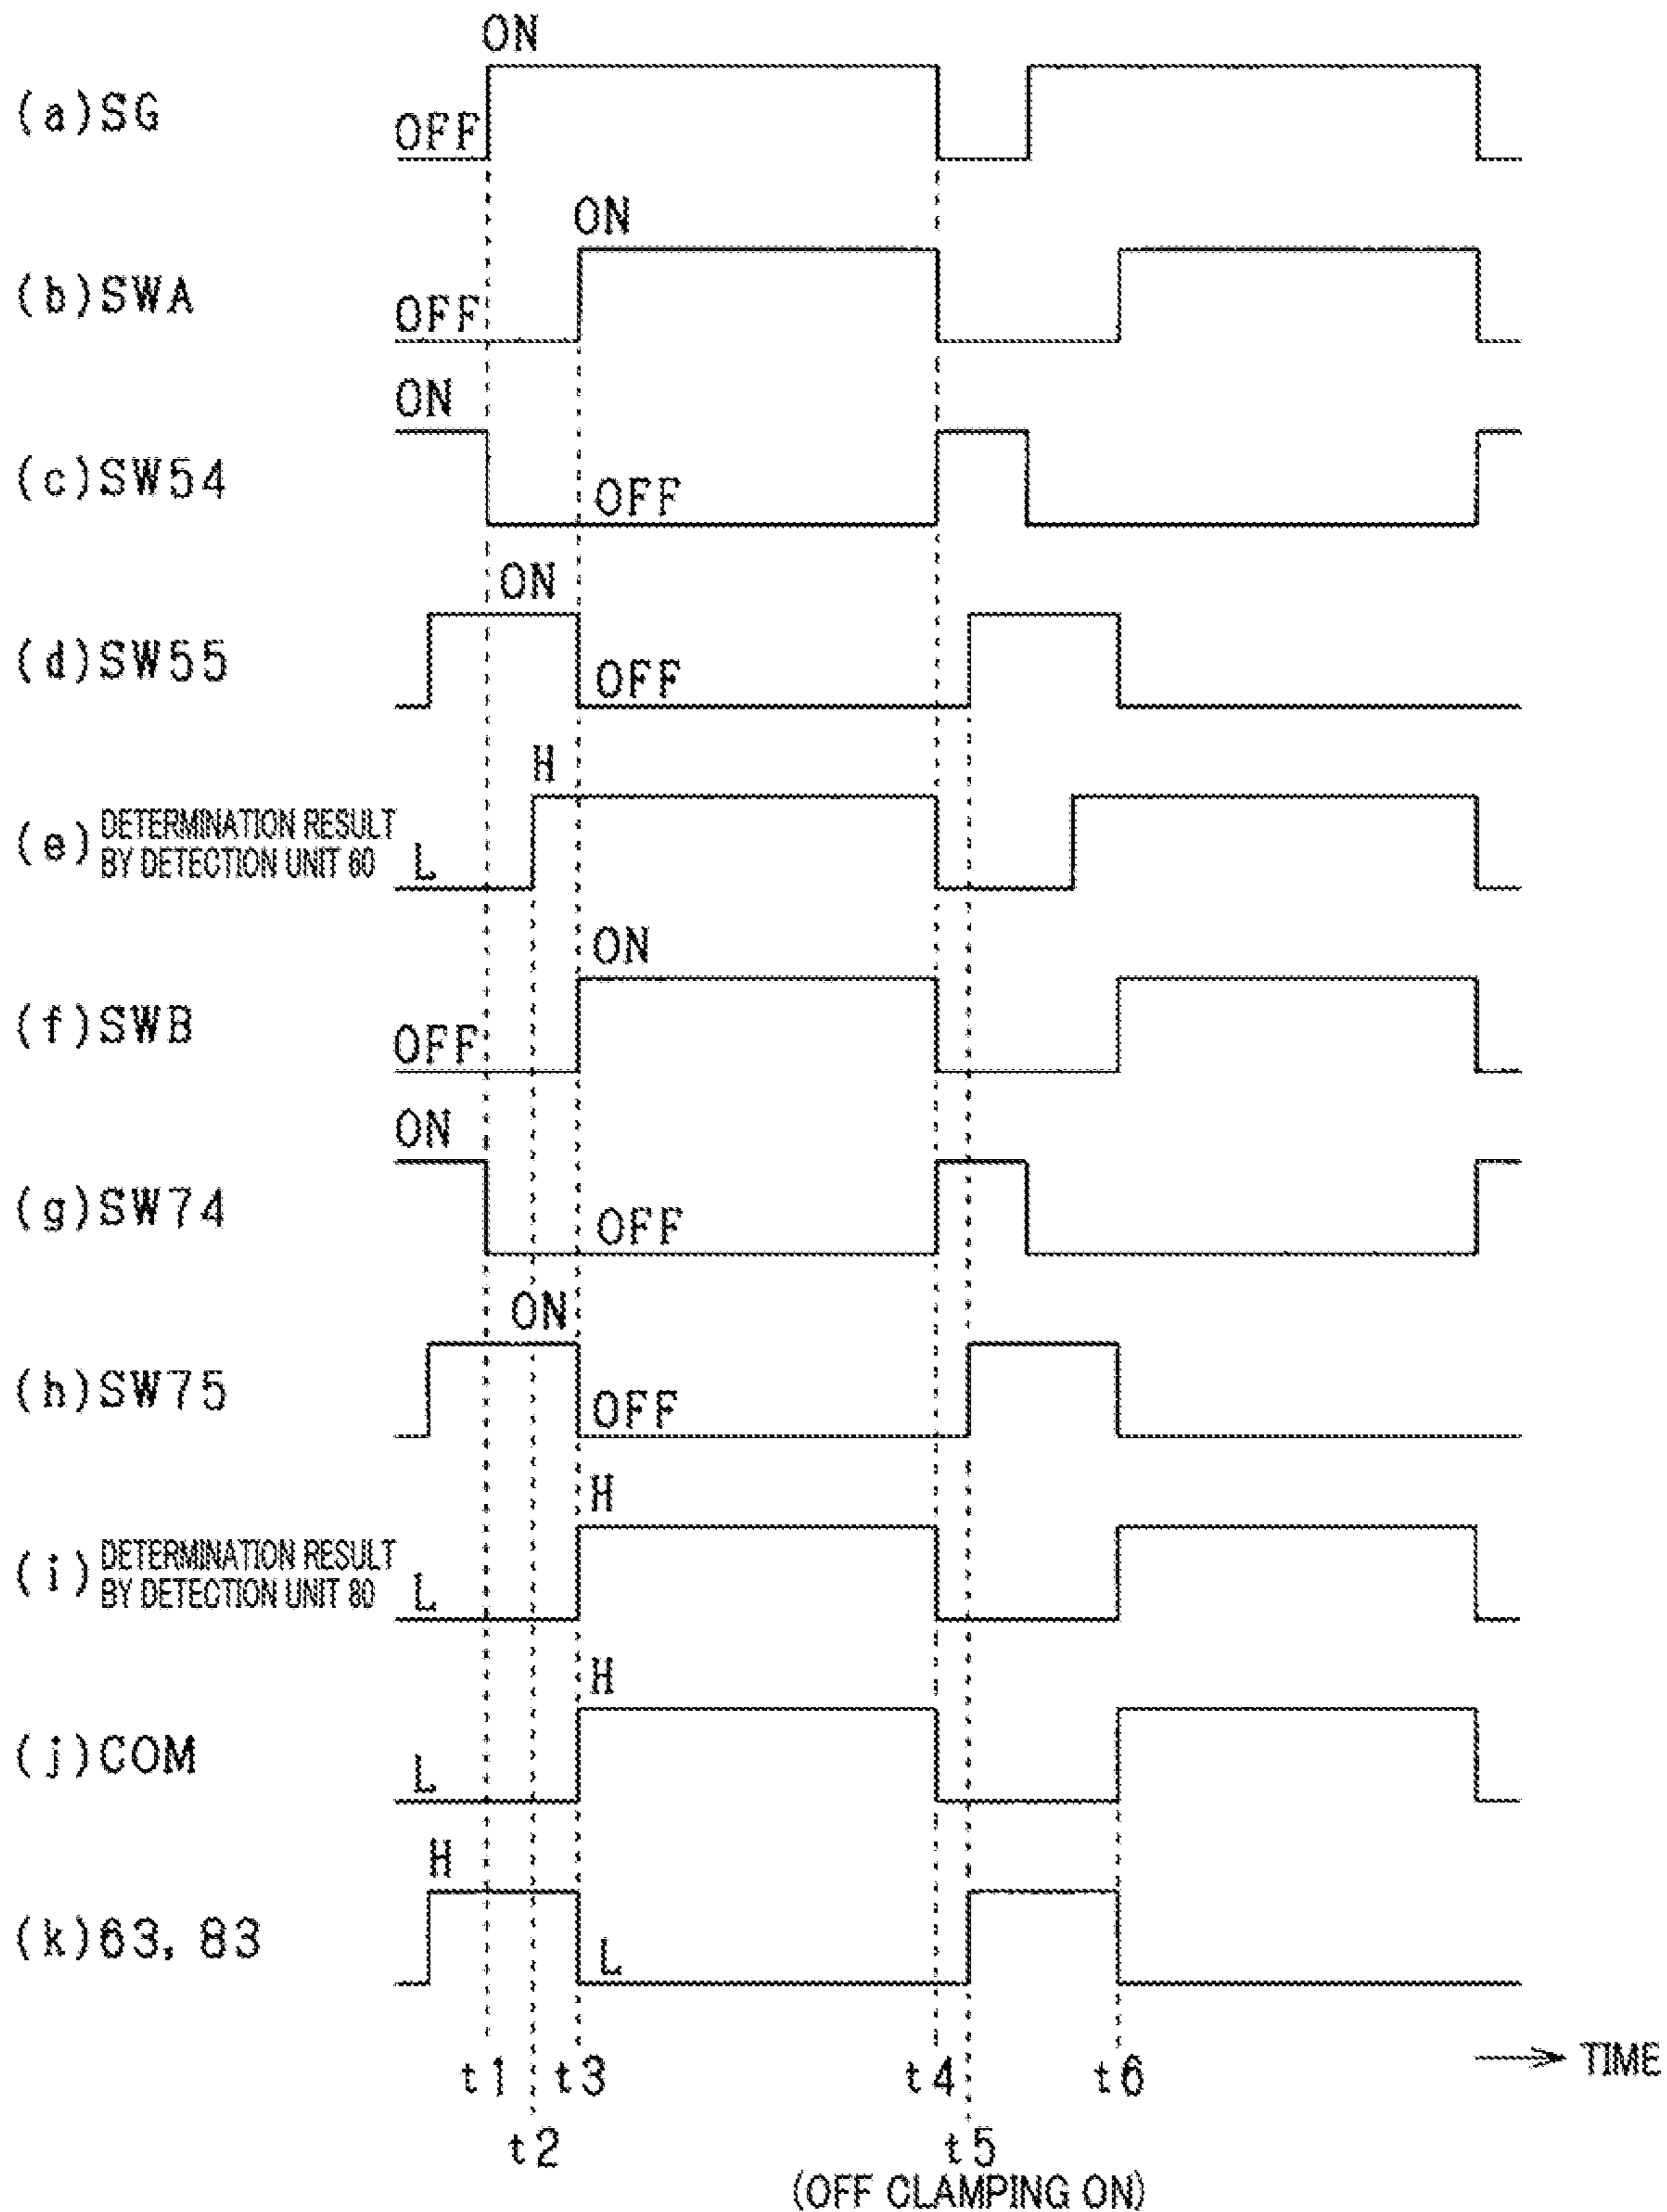 ON
(a)SG
OFF
ON
(b)SWA
OFF
ON
(c)SW54
OFF
ON
(d)SW55
OFF
H
(e) DETERMINATION RESULT
BY DETECTION UNIT 60
L
ON
(f)SWB
OFF
ON
(g)SW74
OFF
ON
(h)SW75
OFF
H
(i) DETERMINATION RESULT
BY DETECTION UNIT 80
L
H
(j)COM
L
H
(k)63, 83
L
t1 t3 t4 t6 TIME
t2 t5
(OFF CLAMPING ON)